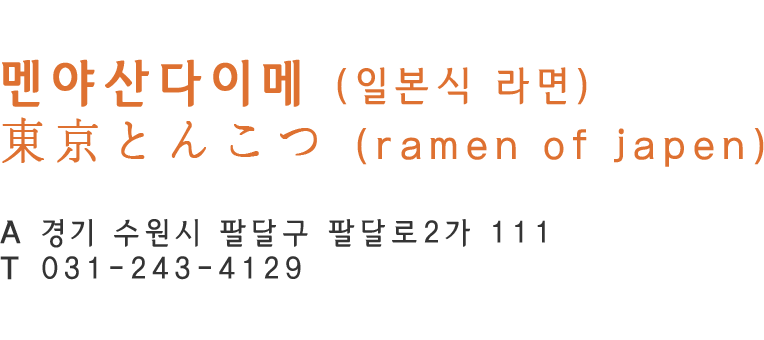 멘야산다이메 (일본식 라면)
東京とんこつ (ramen of japen)
A 경기 수원시 팔달구 팔달로2가 111
T 031-243-4129